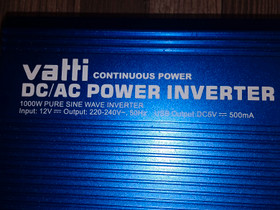 vatti CONTINUOUS POWER
DC/AC POWER INVERTER
1000W PURE SINE WAVE INVERTER
Input: 12V⎓ Output: 220-240V~, 50Hz USB Output DC5V⎓ 500mA